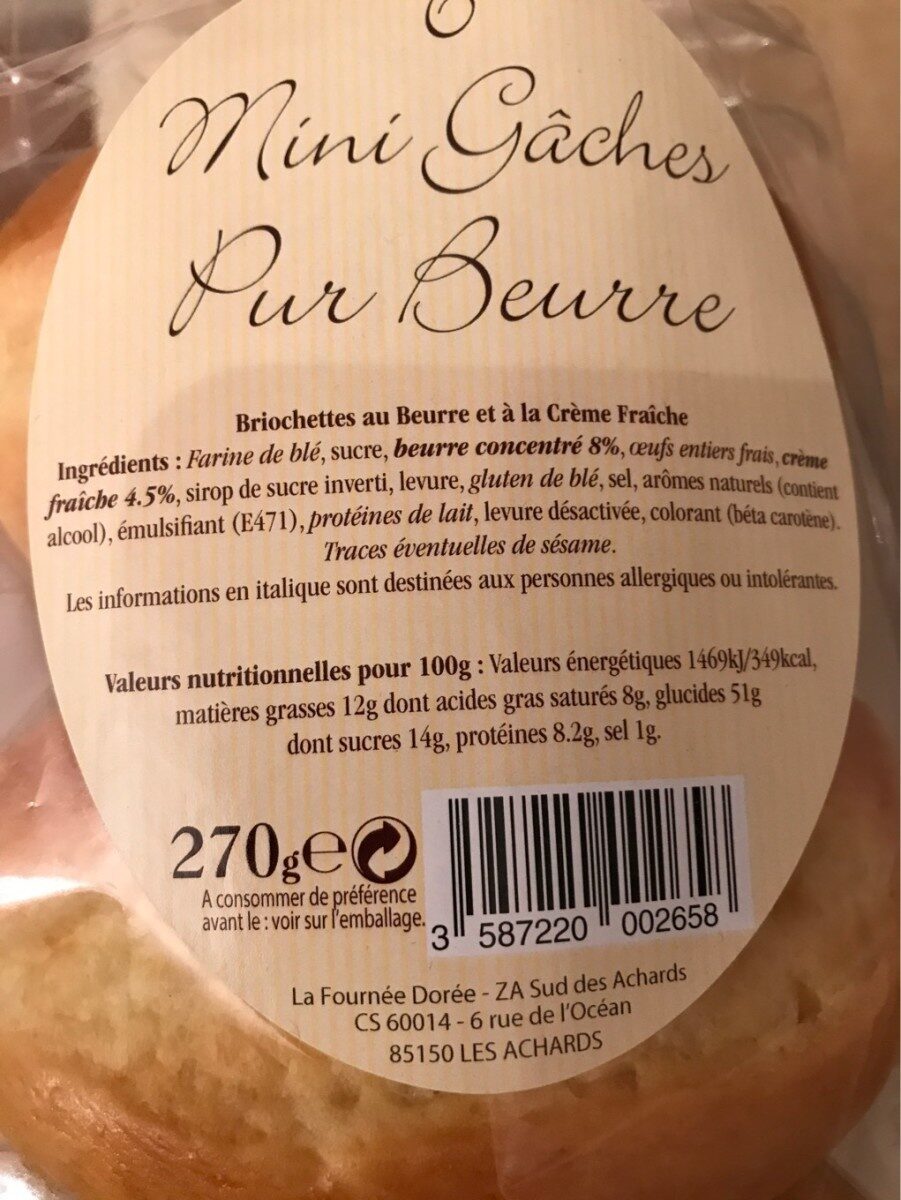 Mini Gâches
Pur Beurre
Briochettes au Beurre et à la Crème Fraîche
Ingrédients : Farine de blé, sucre, beurre concentré 8%, œufs entiers frais, crème
fraîche 4.5%, sirop de sucre inverti, levure, gluten de blé, sel, arômes naturels (contient
alcool), émulsifiant (E471), protéines de lait, levure désactivée, colorant (béta carotène).
Traces éventuelles de sésame.
Les informations en italique sont destinées aux personnes allergiques ou intolérantes.
Valeurs nutritionnelles pour 100g : Valeurs énergétiques 1469kJ/349kcal,
matières grasses 12g dont acides gras saturés 8g, glucides 51g
dont sucres 14g, protéines 8.2g, sel 1g.
270g℮
A consommer de préférence
avant le : voir sur l'emballage.
3 587220 002658
La Fournée Dorée - ZA Sud des Achards
CS 60014 - 6 rue de l'Océan
85150 LES ACHARDS